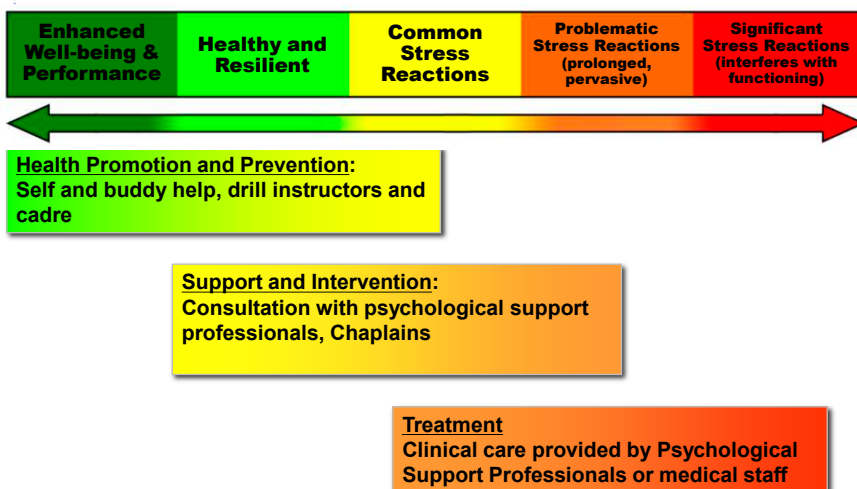 Enhanced
Well-being &
Performance
Healthy and
Resilient
Common
Stress
Reactions
Problematic
Stress Reactions
(prolonged,
pervasive)
Significant
Stress Reactions
(interferes with
functioning)
Health Promotion and Prevention:
Self and buddy help, drill instructors and
cadre
Support and Intervention:
Consultation with psychological support
professionals, Chaplains
Treatment
Clinical care provided by Psychological
Support Professionals or medical staff